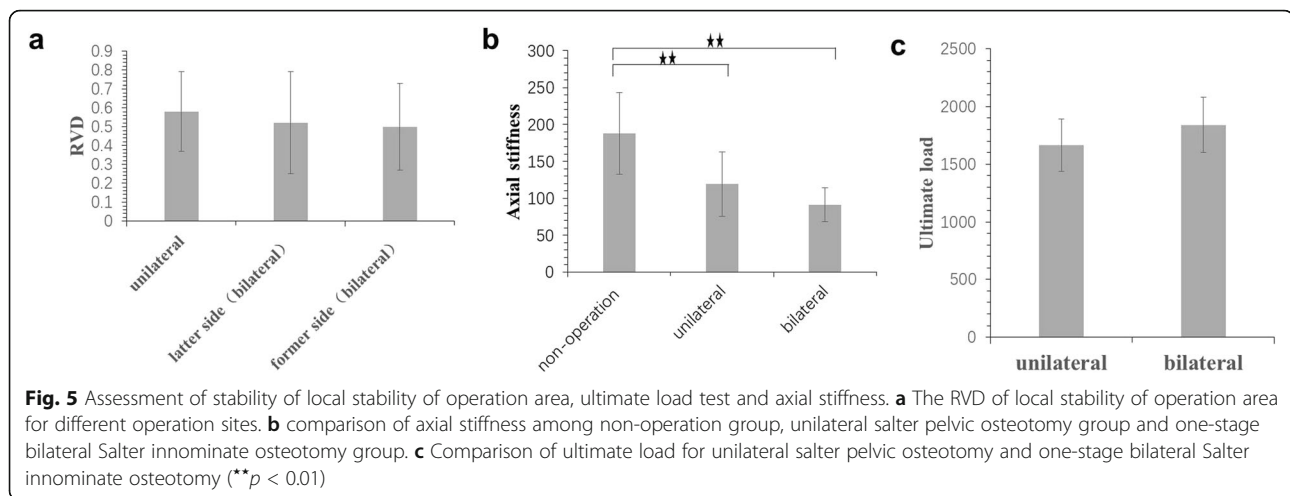 a
0.9
0.8
0.7
0.6
0.5
0.4
0.3
0.2
0.1
0
RVD
unilateral
latter side（bilateral）
former side（bilateral）
b
300
250
200
150
100
50
0
Axial stiffness
★★
★★
non-operation
unilateral
bilateral
c
2500
2000
1500
1000
500
0
Ultimate load
unilateral
bilateral
Fig. 5 Assessment of stability of local stability of operation area, ultimate load test and axial stiffness. a The RVD of local stability of operation area
for different operation sites. b comparison of axial stiffness among non-operation group, unilateral salter pelvic osteotomy group and one-stage
bilateral Salter innominate osteotomy group. c Comparison of ultimate load for unilateral salter pelvic osteotomy and one-stage bilateral Salter
innominate osteotomy (★★p < 0.01)